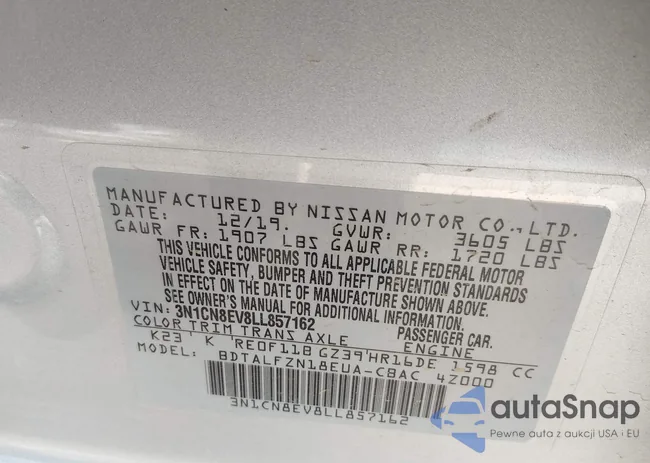 MANUFACTURED BY NISSAN MOTOR CO., LTD.
DATE: 12/19. GVWR: 3605 LBS
GAWR FR: 1907 LBS GAWR RR: 1720 LBS
THIS VEHICLE CONFORMS TO ALL APPLICABLE FEDERAL MOTOR
VEHICLE SAFETY, BUMPER AND THEFT PREVENTION STANDARDS
IN EFFECT ON THE DATE OF MANUFACTURE SHOWN ABOVE.
SEE OWNER'S MANUAL FOR ADDITIONAL INFORMATION.
VIN: 3N1CN8EV8LL857162 PASSENGER CAR.
COLOR TRIM TRANS AXLE ENGINE
K23 K RE0F11B GZ39 HR16DE 1598 CC
MODEL: BDTALFZN18EUA-CBAC 4Z000
3N1CN8EV8LL857162
autoSnap
Pewne auta z aukcji USA i EU